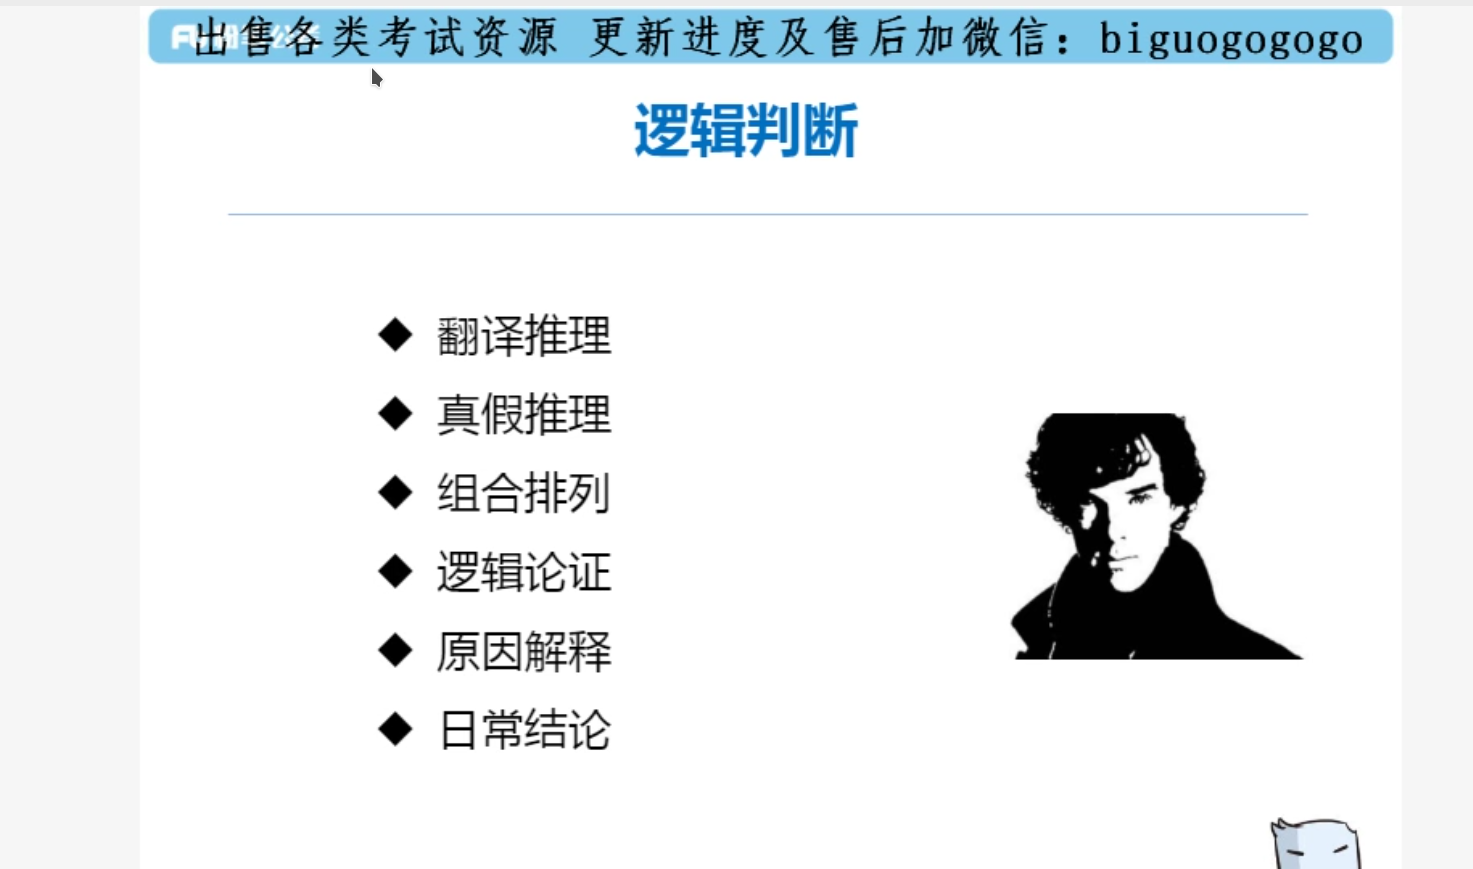 出售各类考试资源 更新进度及售后加微信：biguogogogo
逻辑判断
◆ 翻译推理
◆ 真假推理
◆ 组合排列
◆ 逻辑论证
◆ 原因解释
◆ 日常结论